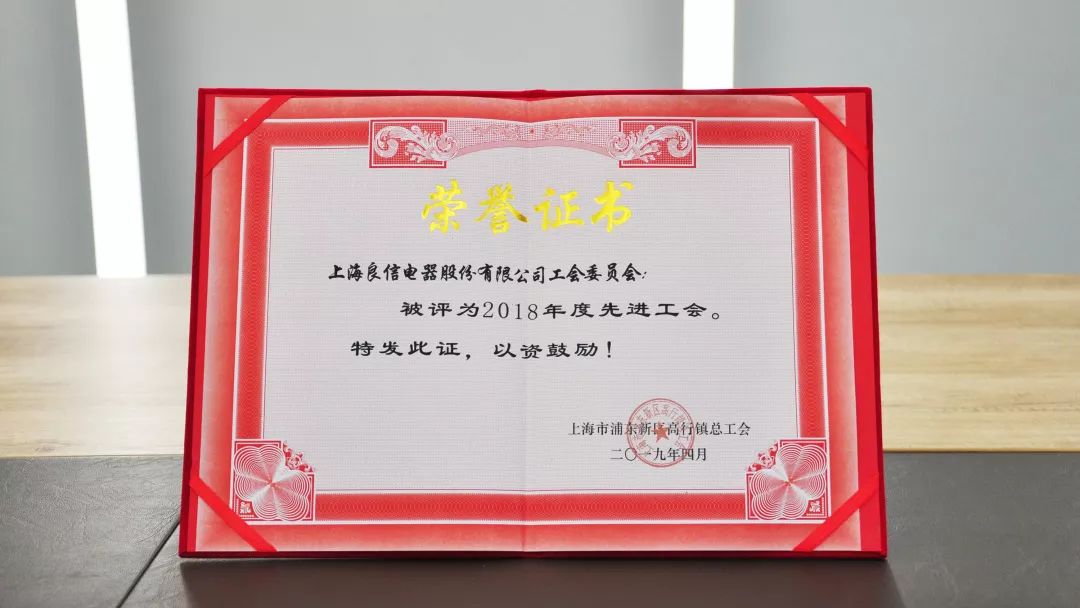 荣誉证书
上海良信电器股份有限公司工会委员会:
被评为2018年度先进工会。
特发此证，以资鼓励！
上海市浦东新区高行镇总工会
二〇一九年四月